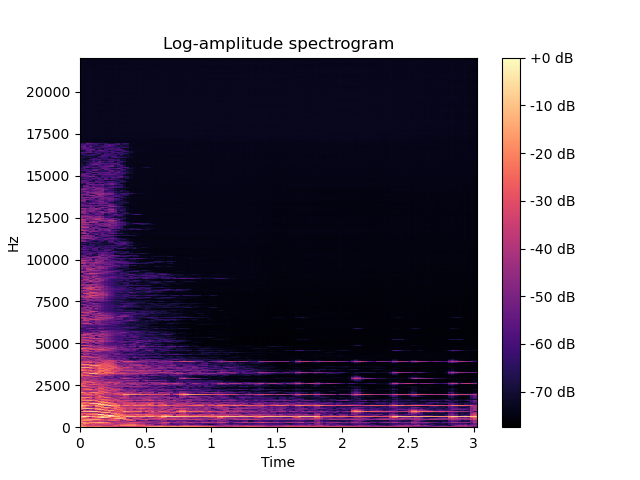 Log-amplitude spectrogram
Hz
20000
17500
15000
12500
10000
7500
5000
2500
0
0 0.5 1 1.5 2 2.5 3
Time
+0 dB
-10 dB
-20 dB
-30 dB
-40 dB
-50 dB
-60 dB
-70 dB